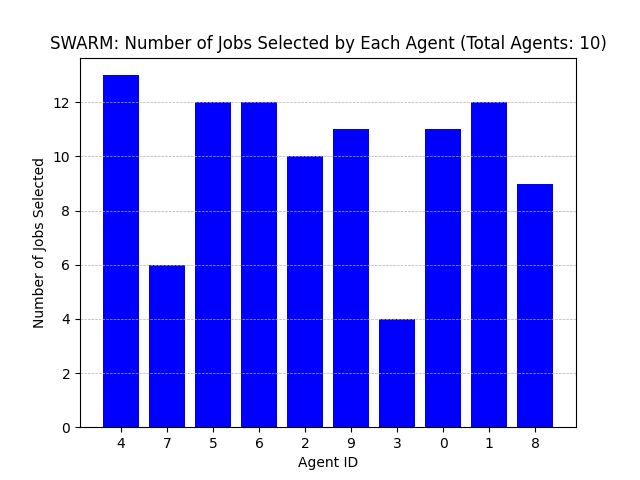 SWARM: Number of Jobs Selected by Each Agent (Total Agents: 10)
Number of Jobs Selected
12
10
8
6
4
2
0
4 7 5 6 2 9 3 0 1 8
Agent ID